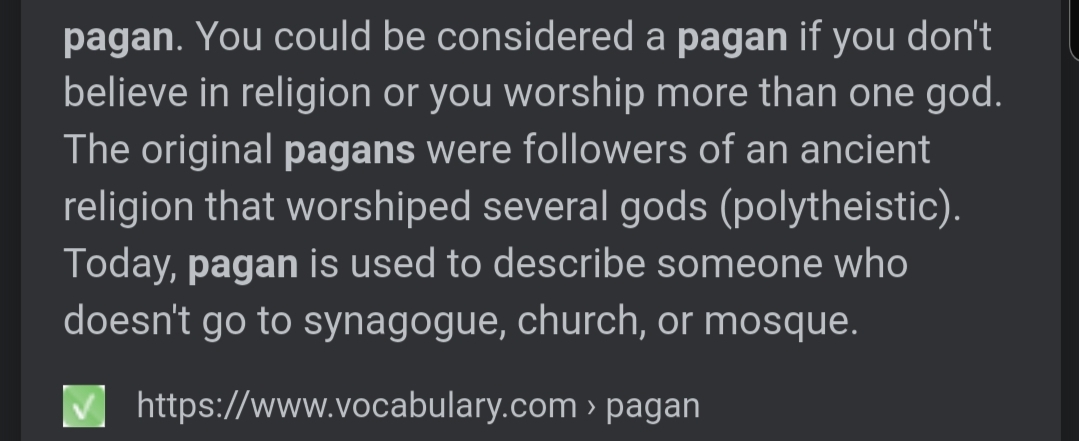 pagan. You could be considered a pagan if you don't
believe in religion or you worship more than one god.
The original pagans were followers of an ancient
religion that worshiped several gods (polytheistic).
Today, pagan is used to describe someone who
doesn't go to synagogue, church, or mosque.
https://www.vocabulary.com › pagan